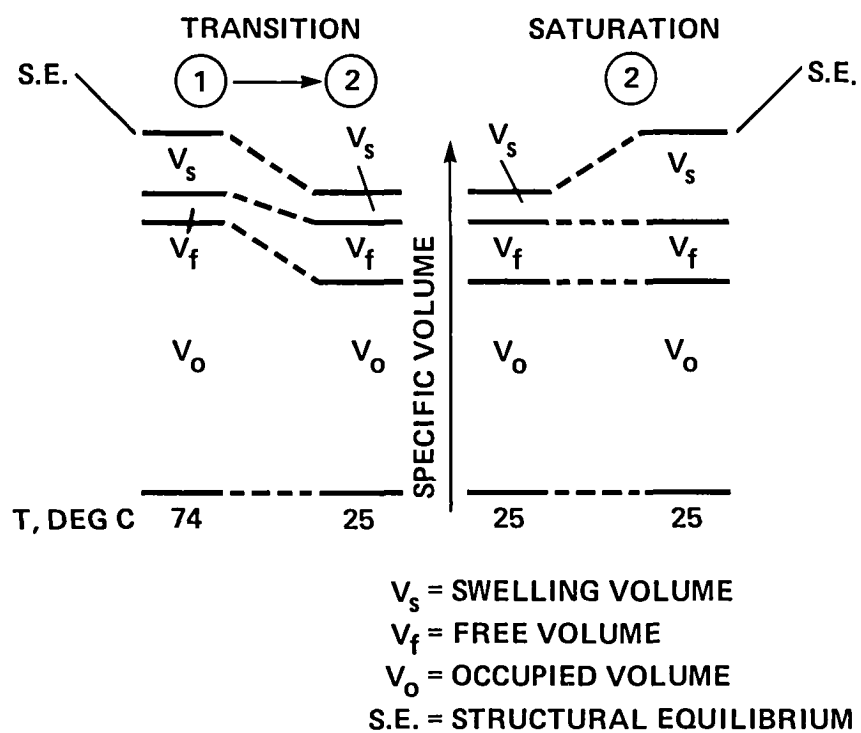 TRANSITION SATURATION
S.E. 1 2 2 S.E.
Vs Vs Vs Vs
Vf Vf Vf Vf
SPECIFIC VOLUME
Vo Vo Vo Vo
T, DEG C 74 25 25 25
Vs = SWELLING VOLUME
Vf = FREE VOLUME
Vo = OCCUPIED VOLUME
S.E. = STRUCTURAL EQUILIBRIUM